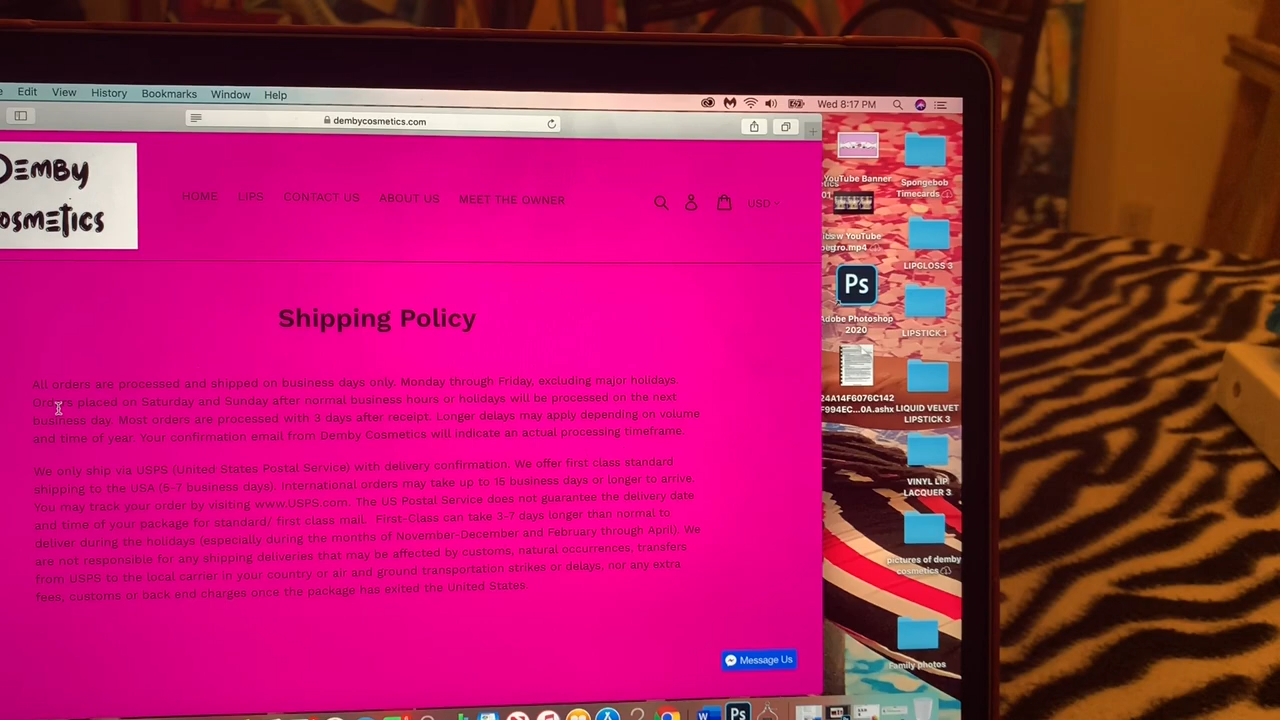 Edit View History Bookmarks Window Help
Wed 8:17 PM
dembycosmetics.com
DEMBY
COSMETICS
HOME LIPS CONTACT US ABOUT US MEET THE OWNER
USD
Shipping Policy
All orders are processed and shipped on business days only. Monday through Friday, excluding major holidays.
Orders placed on Saturday and Sunday after normal business hours or holidays will be processed on the next
business day. Most orders are processed with 3 days after receipt. Longer delays may apply depending on volume
and time of year. Your confirmation email from Demby Cosmetics will indicate an actual processing timeframe.
We only ship via USPS (United States Postal Service) with delivery confirmation. We offer first class standard
shipping to the USA (5-7 business days). International orders may take up to 15 business days or longer to arrive.
You may track your order by visiting www.USPS.com. The US Postal Service does not guarantee the delivery date
and time of your package for standard/ first class mail. First-Class can take 3-7 days longer than normal to
deliver during the holidays (especially during the months of November-December and February through April). We
are not responsible for any shipping deliveries that may be affected by customs, natural occurrences, transfers
from USPS to the local carrier in your country or air and ground transportation strikes or delays, nor any extra
fees, customs or back end charges once the package has exited the United States.
Message Us
YouTube Banner
YouTube
Ps
Adobe Photoshop
2020
24A14F6076C142
F994EC...0A.ashx
Spongebob
Timecards
LIPGLOSS 3
LIPSTICK 1
LIQUID VELVET
LIPSTICK 3
VINYL LIP
LACQUER 3
pictures of demby
cosmetics
Family photos
W
Ps